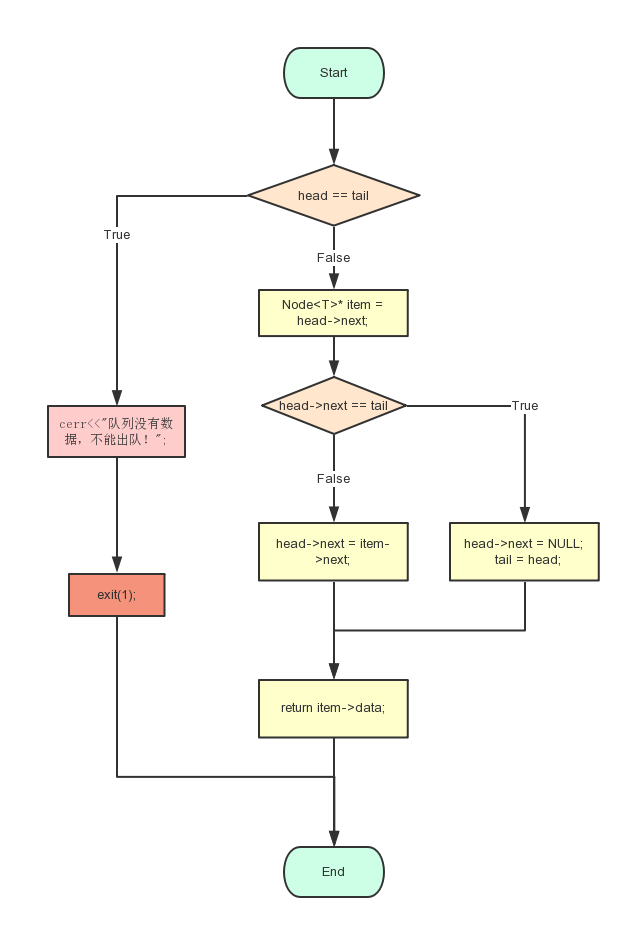 Start
head == tail
True
False
Node<T>* item =
head->next;
head->next == tail
True
cerr<<"队列没有数
据，不能出队！";
False
head->next = item-
>next;
head->next = NULL;
tail = head;
exit(1);
return item->data;
End